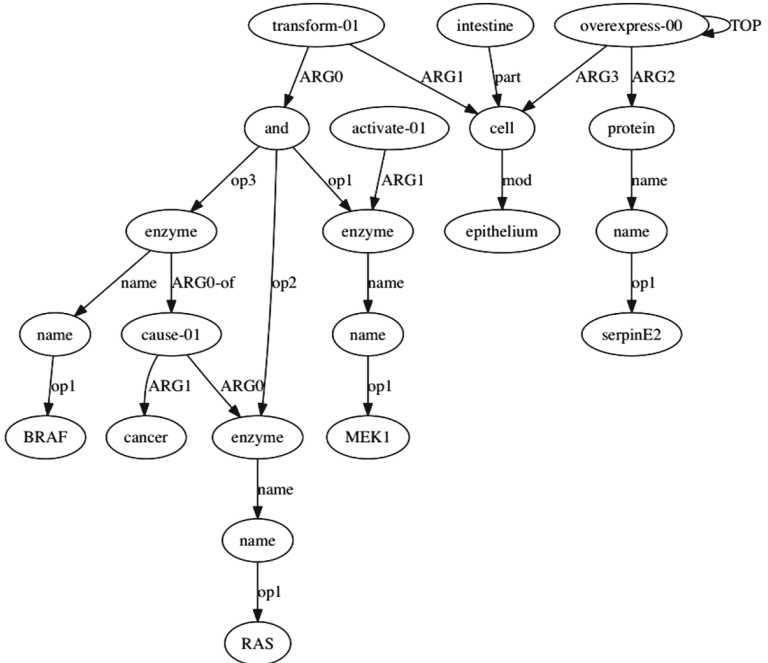 transform-01 intestine overexpress-00 TOP
ARG0 ARG1 part ARG3 ARG2
and activate-01 cell protein
op3 op1 ARG1 mod name
enzyme enzyme epithelium name
name ARG0-of op2 name op1
name cause-01 name serpinE2
op1 ARG1 ARG0 op1
BRAF cancer enzyme MEK1
name
name
op1
RAS